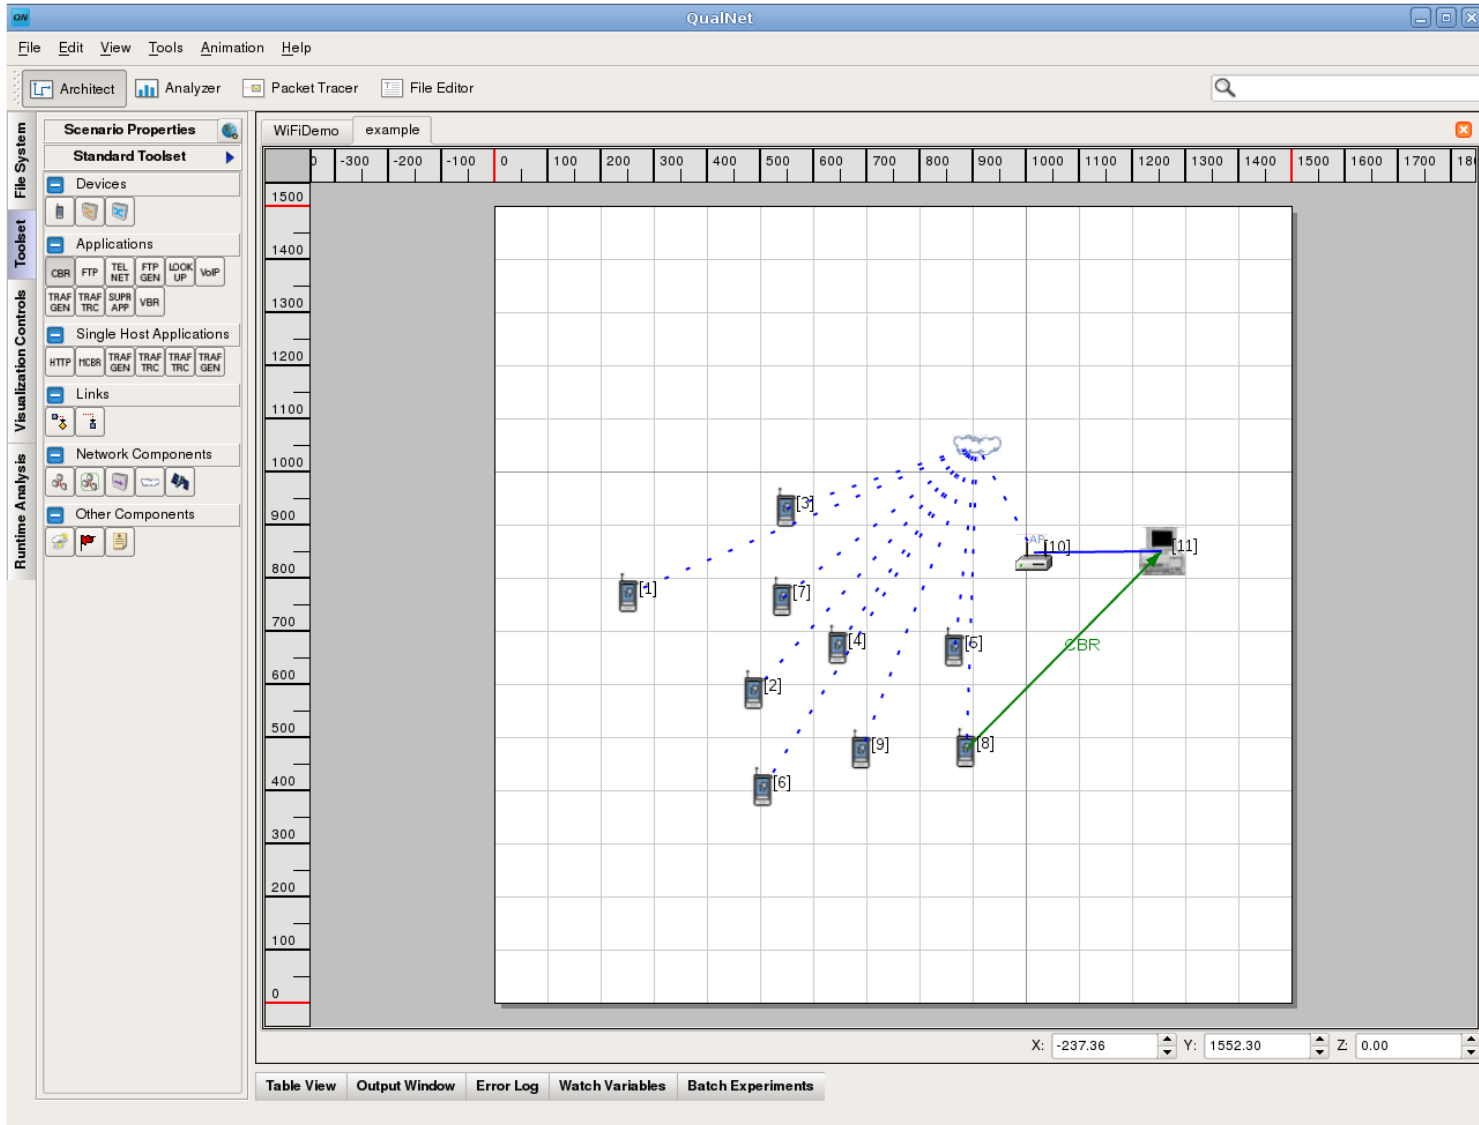 QN QualNet
File Edit View Tools Animation Help
Architect Analyzer Packet Tracer File Editor
File System
Toolset
Visualization Controls
Runtime Analysis
Scenario Properties
Standard Toolset
Devices
Applications
CBR FTP TEL NET FTP GEN LOOK UP VoIP
TRAF GEN TRAF TRC SUPR APP VBR
Single Host Applications
HTTP MCBR TRAF GEN TRAF TRC TRAF TRC TRAF GEN
Links
Network Components
Other Components
WiFiDemo example
0 -300 -200 -100 0 100 200 300 400 500 600 700 800 900 1000 1100 1200 1300 1400 1500 1600 1700 180
1500
1400
1300
1200
1100
1000
900
800
700
600
500
400
300
200
100
0
[3]
AP [10] [11]
[1] [7]
[4] [5] CBR
[2]
[9] [8]
[6]
X: -237.36 Y: 1552.30 Z: 0.00
Table View Output Window Error Log Watch Variables Batch Experiments